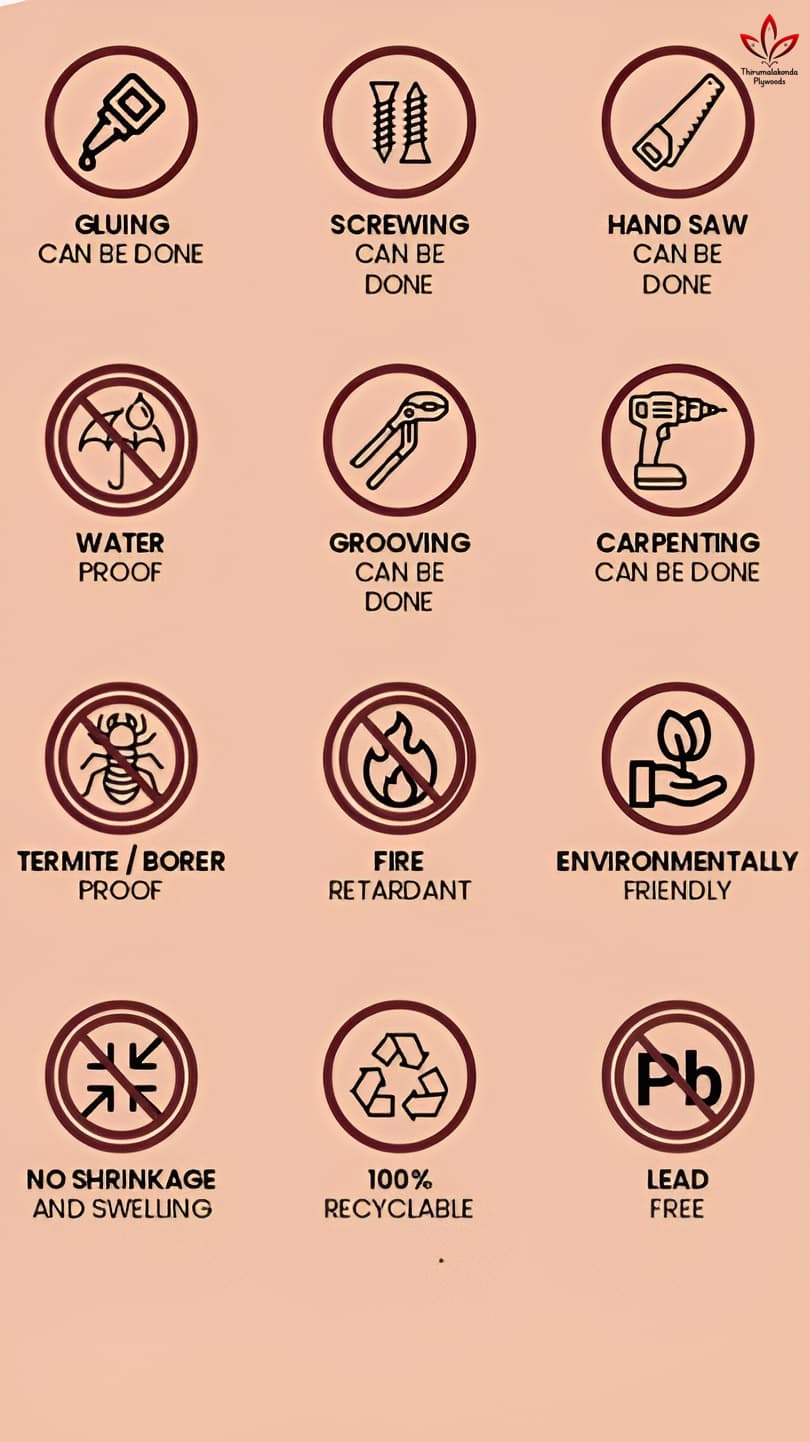 Thirumalakonda
Plywoods
GLUING
CAN BE DONE
SCREWING
CAN BE
DONE
HAND SAW
CAN BE
DONE
WATER
PROOF
GROOVING
CAN BE
DONE
CARPENTING
CAN BE DONE
TERMITE / BORER
PROOF
FIRE
RETARDANT
ENVIRONMENTALLY
FRIENDLY
Pb
NO SHRINKAGE
AND SWELLING
100%
RECYCLABLE
LEAD
FREE